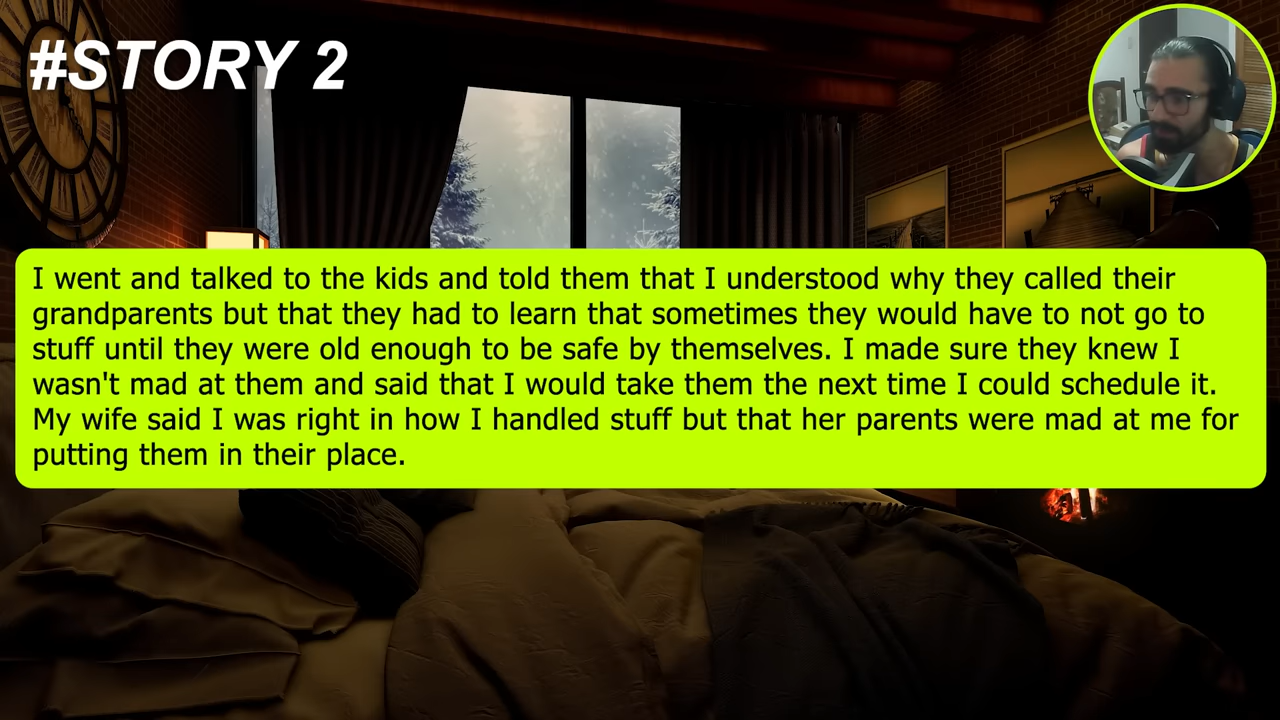 #STORY 2
I went and talked to the kids and told them that I understood why they called their
grandparents but that they had to learn that sometimes they would have to not go to
stuff until they were old enough to be safe by themselves. I made sure they knew I
wasn't mad at them and said that I would take them the next time I could schedule it.
My wife said I was right in how I handled stuff but that her parents were mad at me for
putting them in their place.